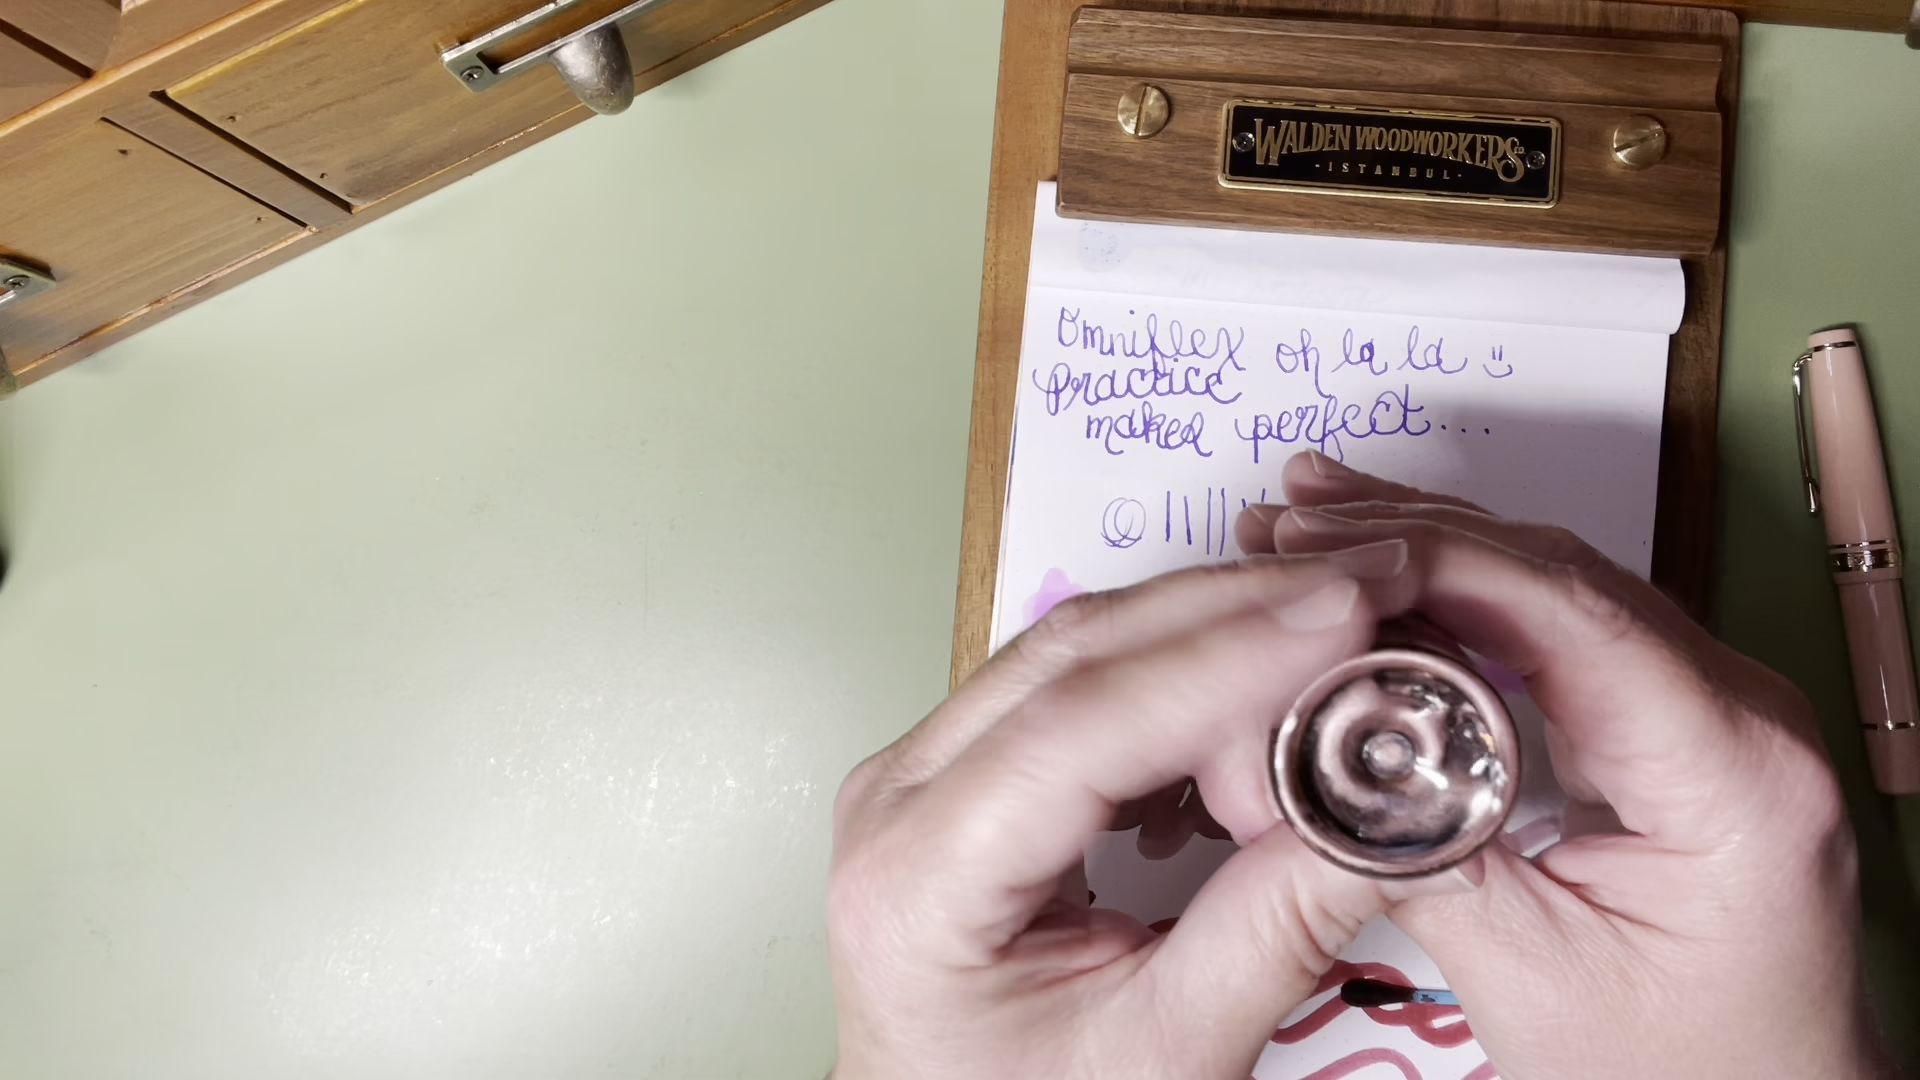 WALDEN WOODWORKERS CO
- ISTANBUL -
Omniflex oh la la
Practice
makes perfect...